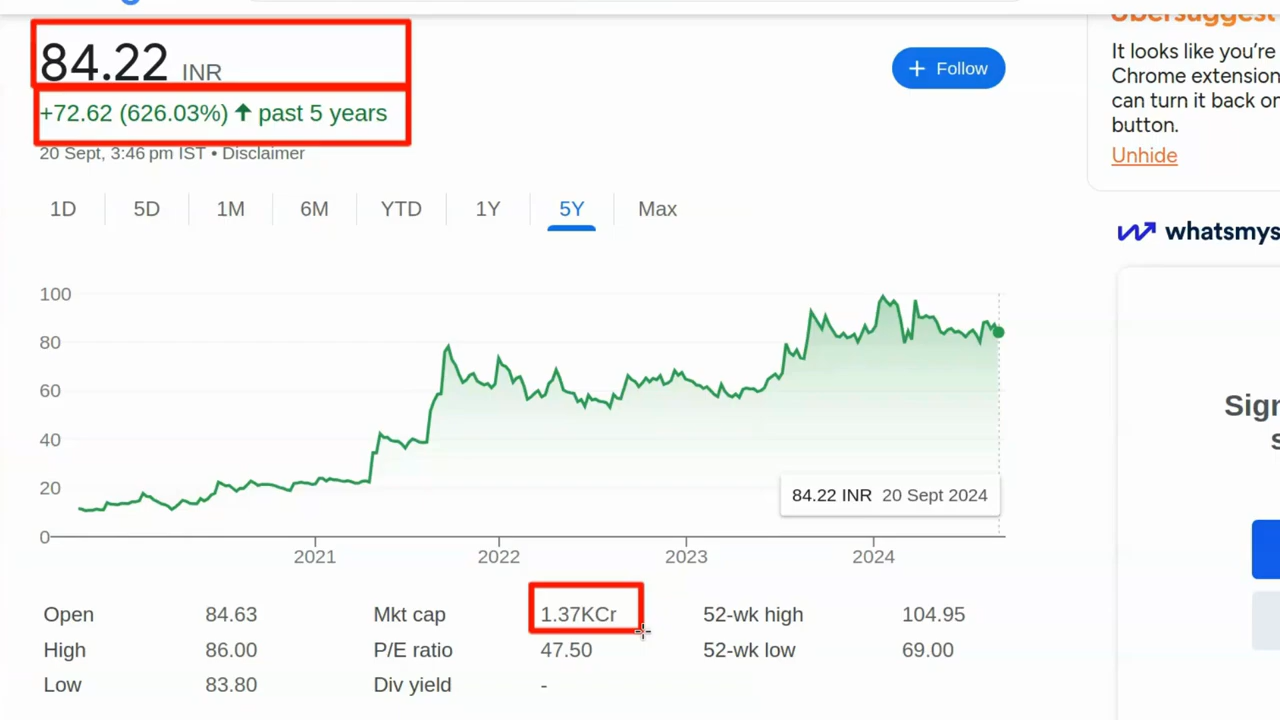 84.22 INR
+72.62 (626.03%) ↑ past 5 years
20 Sept, 3:46 pm IST • Disclaimer
+ Follow
1D 5D 1M 6M YTD 1Y 5Y Max
100
80
60
40
20
0
84.22 INR 20 Sept 2024
2021 2022 2023 2024
Open 84.63 Mkt cap 1.37KCr 52-wk high 104.95
High 86.00 P/E ratio 47.50 52-wk low 69.00
Low 83.80 Div yield -
Ubersuggest
It looks like you're
Chrome extension
can turn it back on
button.
Unhide
whatsmys
Sign
s